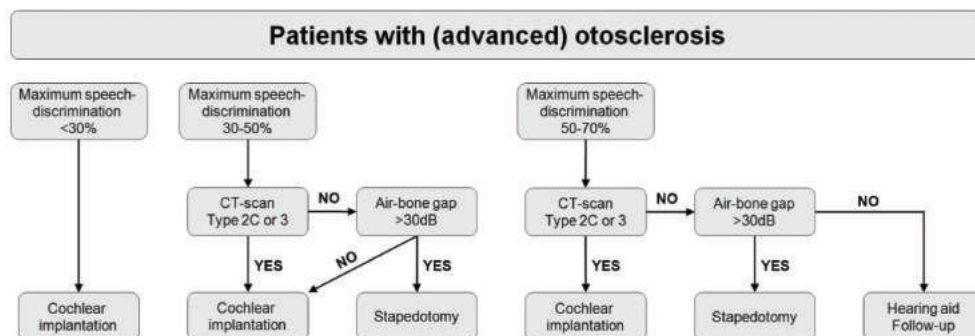 Patients with (advanced) otosclerosis
Maximum speech-
discrimination
<30%
Maximum speech-
discrimination
30-50%
Maximum speech-
discrimination
50-70%
CT-scan
Type 2C or 3
NO
Air-bone gap
>30dB
CT-scan
Type 2C or 3
NO
Air-bone gap
>30dB
NO
YES
NO
YES
YES
YES
Cochlear
implantation
Cochlear
implantation
Stapedotomy
Cochlear
implantation
Stapedotomy
Hearing aid
Follow-up